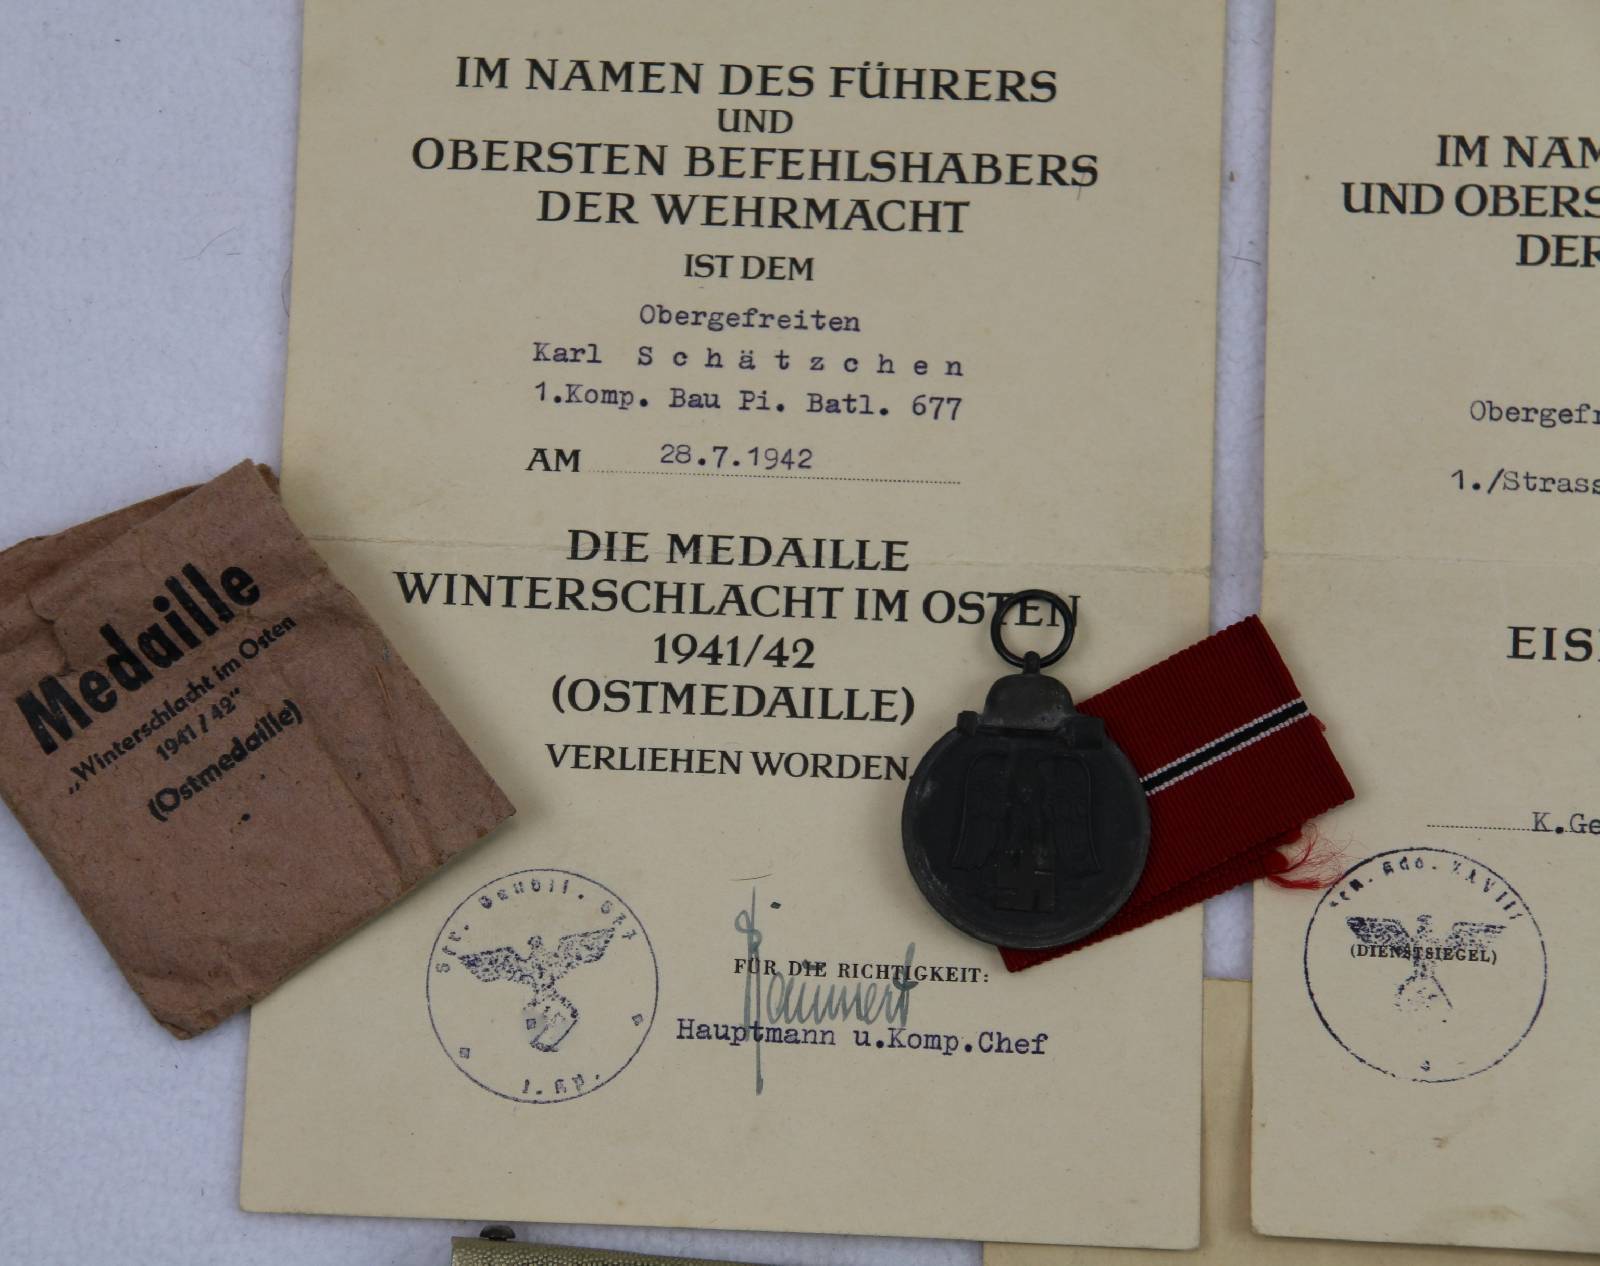 IM NAMEN DES FÜHRERS
UND
OBERSTEN BEFEHLSHABERS
DER WEHRMACHT
IST DEM
Obergefreiten
Karl S c h ä t z c h e n
1.Komp. Bau Pi. Batl. 677
AM 28.7.1942
DIE MEDAILLE
WINTERSCHLACHT IM OSTEN
1941/42
(OSTMEDAILLE)
VERLIEHEN WORDEN.
FÜR DIE RICHTIGKEIT:
Hauptmann u.Komp.Chef
Medaille
„Winterschlacht im Osten
1941 / 42"
(Ostmedaille)
IM NAM
UND OBERS
DER
Obergefr
1./Strass
EIS
K.Ge
(DIENSTSIEGEL)